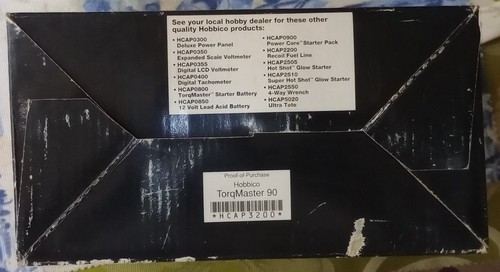 See your local hobby dealer for these other
quality Hobbico products:
• HCAP0300
Deluxe Power Panel
• HCAP0350
Expanded Scale Voltmeter
• HCAP0355
Digital LCD Voltmeter
• HCAP0400
Digital Tachometer
• HCAP0800
TorqMaster™ Starter Battery
• HCAP0850
12 Volt Lead Acid Battery
• HCAP0900
Power Core™ Starter Pack
• HCAP2200
Recoil Fuel Line
• HCAP2505
Hot Shot™ Glow Starter
• HCAP2510
Super Hot Shot™ Glow Starter
• HCAP2550
4-Way Wrench
• HCAP5020
Ultra Tote
Proof of Purchase
Hobbico
TorqMaster 90
*HCAP3200*